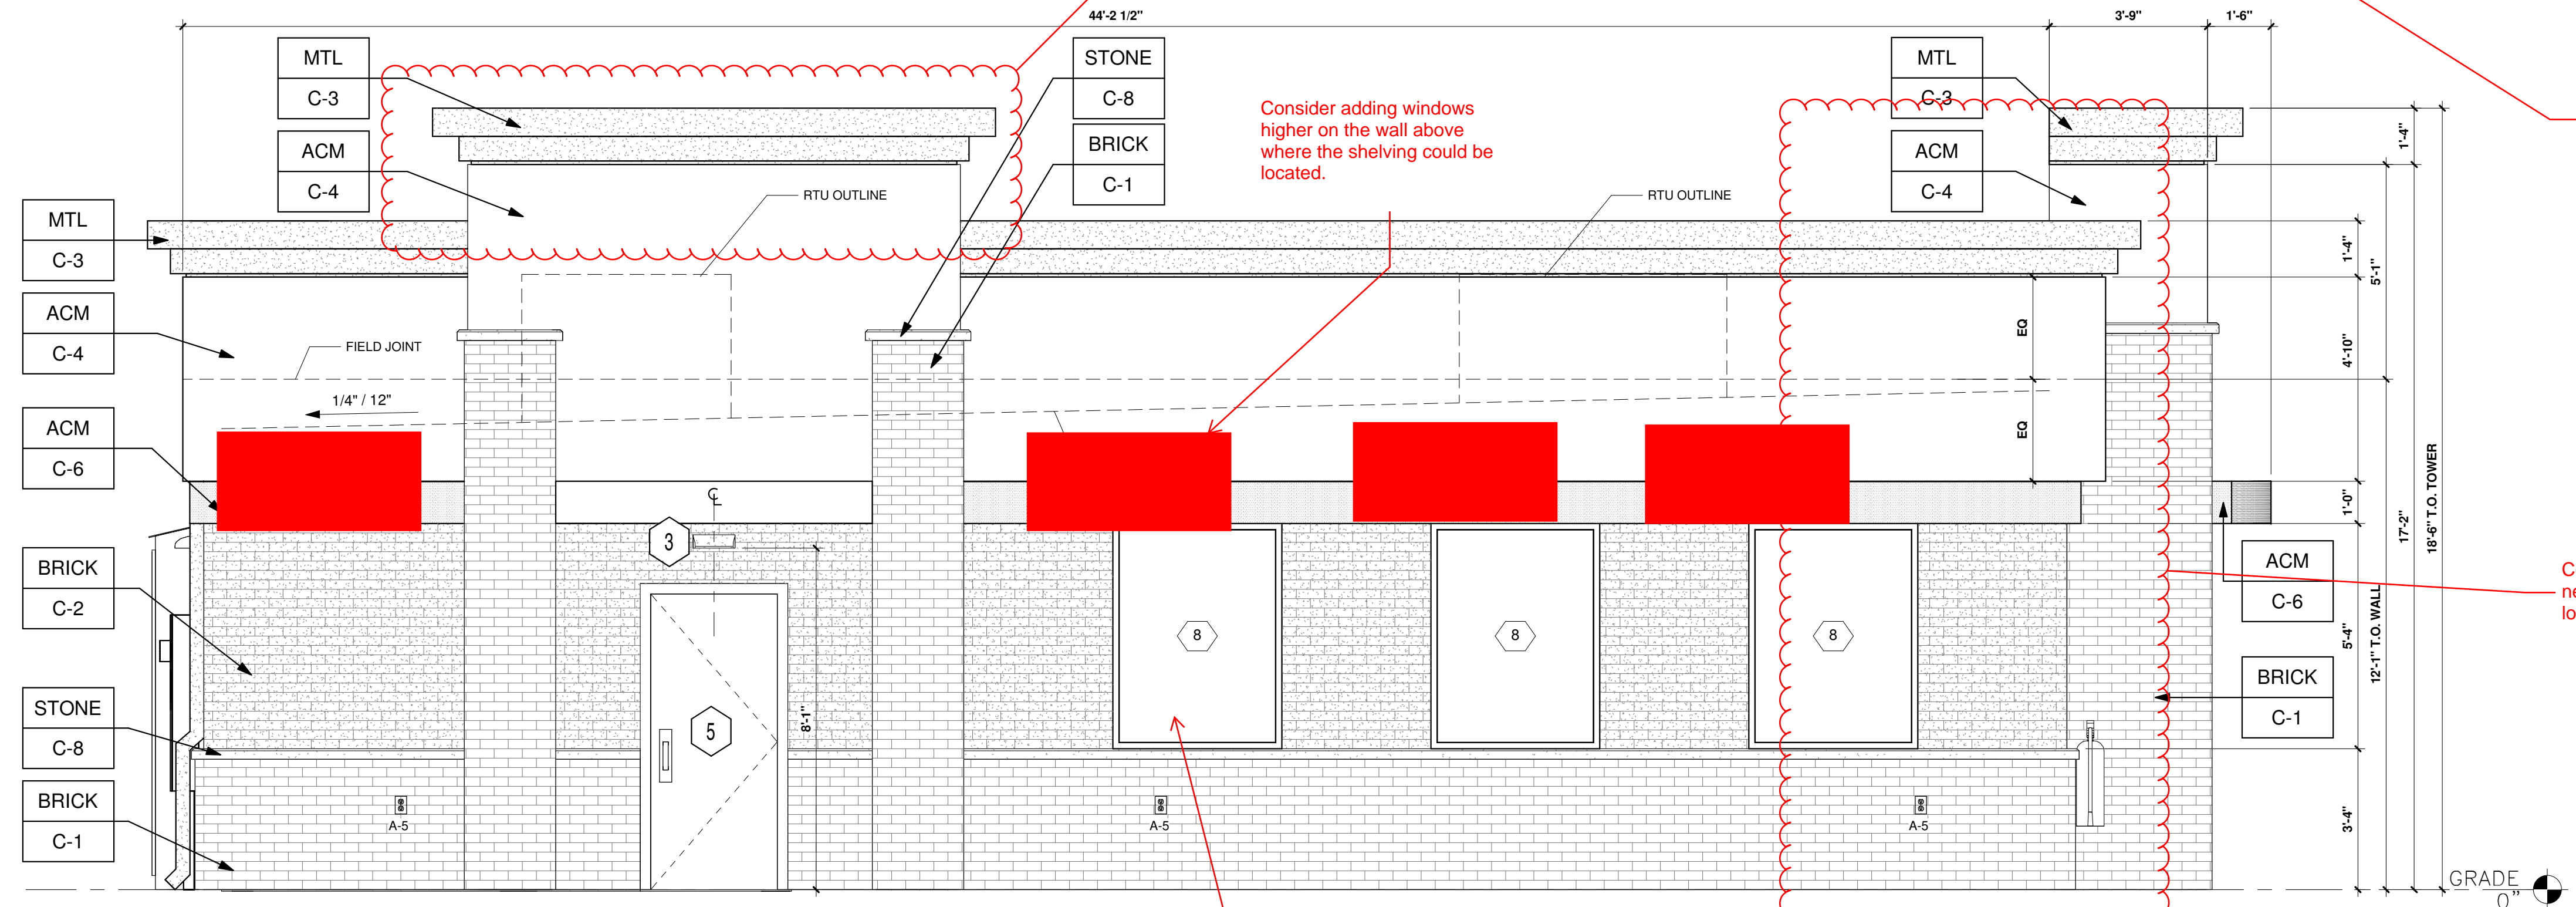 44'-2 1/2"
3'-9"
1'-6"
MTL
C-3
ACM
C-4
STONE
C-8
BRICK
C-1
Consider adding windows
higher on the wall above
where the shelving could be
located.
MTL
C-3
ACM
C-4
RTU OUTLINE
RTU OUTLINE
MTL
C-3
ACM
C-4
FIELD JOINT
1/4" / 12"
ACM
C-6
BRICK
C-2
STONE
C-8
BRICK
C-1
EQ
EQ
3
5
8'-1"
8
8
8
A-5
A-5
A-5
1'-4"
1'-4"
5'-1"
4'-10"
1'-0"
5'-4"
3'-4"
12'-1" T.O. WALL
17'-2"
18'-6" T.O. TOWER
ACM
C-6
BRICK
C-1
C
ne
lo
GRADE
0"